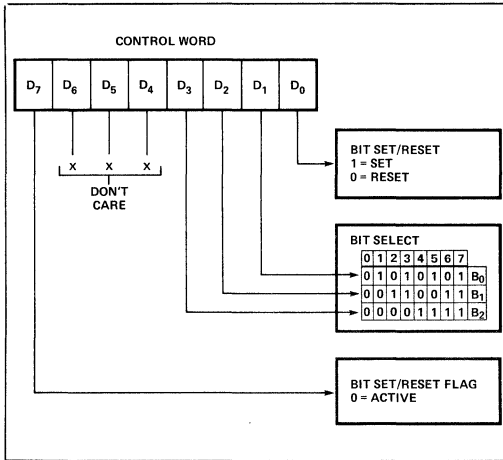 CONTROL WORD
D7 D6 D5 D4 D3 D2 D1 D0
X X X
DON'T
CARE
BIT SET/RESET
1 = SET
0 = RESET
BIT SELECT
0 1 2 3 4 5 6 7
0 1 0 1 0 1 0 1 B0
0 0 1 1 0 0 1 1 B1
0 0 0 0 1 1 1 1 B2
BIT SET/RESET FLAG
0 = ACTIVE